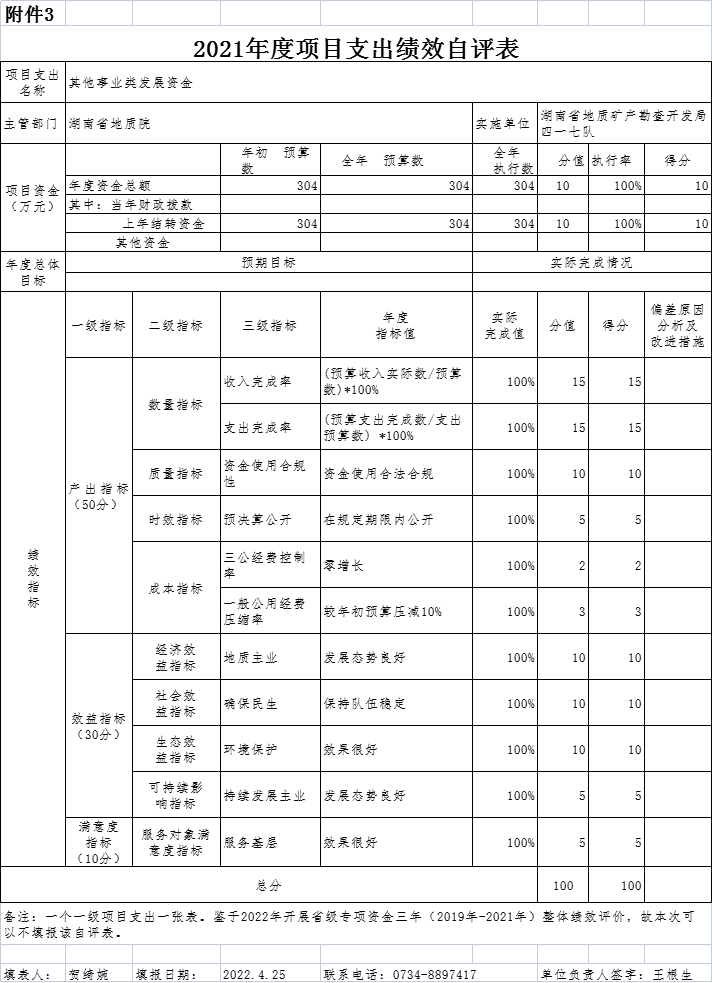 附件3
2021年度项目支出绩效自评表
项目支出
名称
其他事业类发展资金
主管部门
湖南省地质院
实施单位
湖南省地质矿产勘查开发局
四一七队
项目资金
(万元)
年初 预算
数
全年 预算数
全年
执行数
分值
执行率
得分
年度资金总额
304
304
304
10
100%
10
其中:当年财政拨款
上年结转资金
304
304
304
10
100%
10
其他资金
年度总体
目标
预期目标
实际完成情况
绩
效
指
标
一级指标
二级指标
三级指标
年度
指标值
实际
完成值
分值
得分
偏差原因
分析及
改进措施
产出指标
(50分)
数量指标
收入完成率
(预算收入实际数/预算
数)*100%
100%
15
15
支出完成率
(预算支出完成数/支出
预算数) *100%
100%
15
15
质量指标
资金使用合规
性
资金使用合法合规
100%
10
10
时效指标
预决算公开
在规定期限内公开
100%
5
5
成本指标
三公经费控制
率
零增长
100%
2
2
一般公用经费
压缩率
较年初预算压减10%
100%
3
3
效益指标
(30分)
经济效
益指标
地质主业
发展态势良好
100%
10
10
社会效
益指标
确保民生
保持队伍稳定
100%
10
10
生态效
益指标
环境保护
效果很好
100%
10
10
可持续影
响指标
持续发展主业
发展态势良好
100%
5
5
满意度
指标
(10分)
服务对象满
意度指标
服务基层
效果很好
100%
5
5
总分
100
100
备注:一个一级项目支出一张表。鉴于2022年开展省级专项资金三年(2019年-2021年)整体绩效评价,故本次可
以不填报该自评表。
填表人:
贺绮婉
填报日期:
2022.4.25
联系电话:0734-8897417
单位负责人签字:王根生